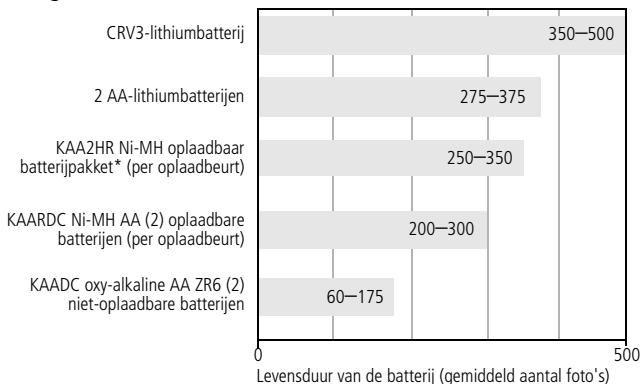 CRV3-lithiumbatterij
350–500
2 AA-lithiumbatterijen
275–375
KAA2HR Ni-MH oplaadbaar
batterijpakket* (per oplaadbeurt)
250–350
KAARDC Ni-MH AA (2) oplaadbare
batterijen (per oplaadbeurt)
200–300
KAADC oxy-alkaline AA ZR6 (2)
niet-oplaadbare batterijen
60–175
0
500
Levensduur van de batterij (gemiddeld aantal foto's)